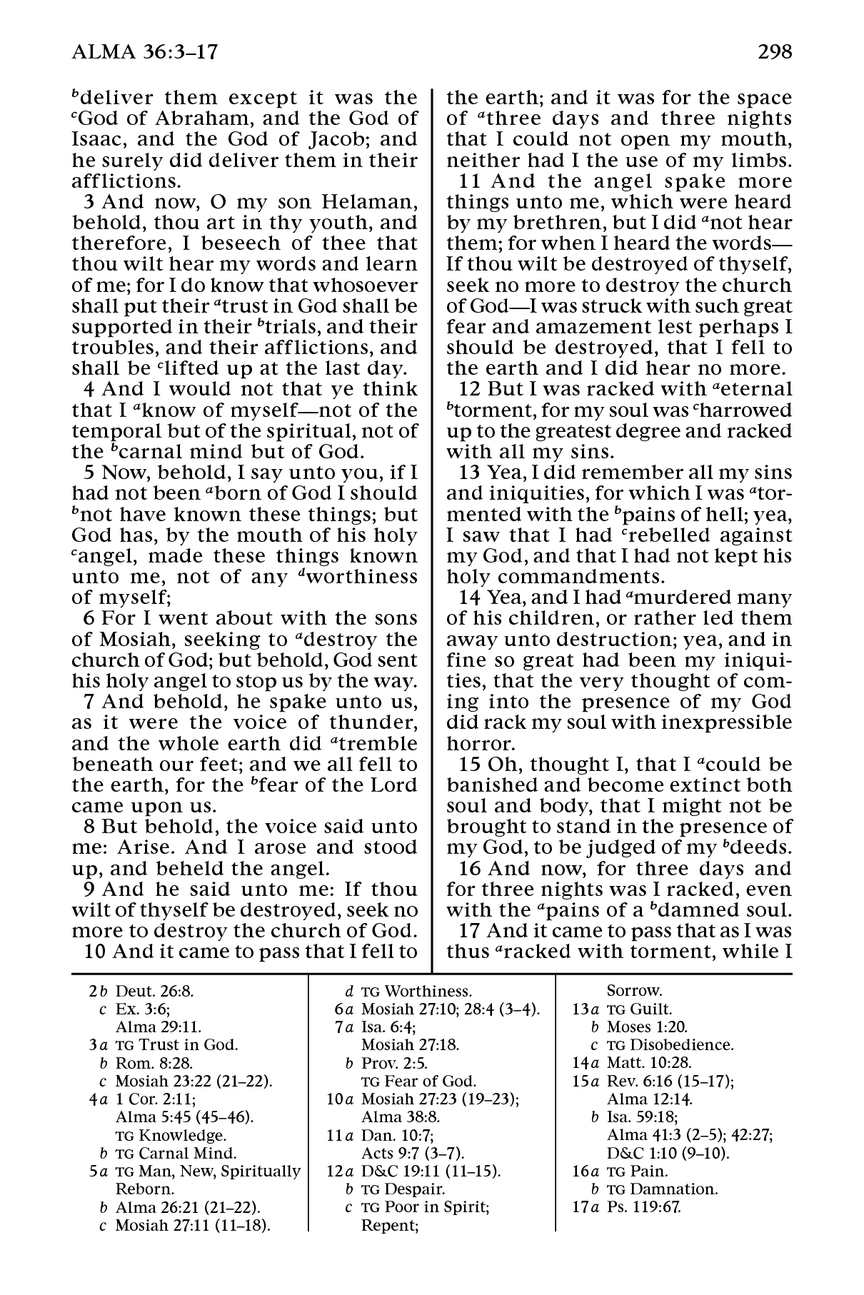 ALMA 36:3–17
298
bdeliver them except it was the
cGod of Abraham, and the God of
Isaac, and the God of Jacob; and
he surely did deliver them in their
afflictions.
3 And now, O my son Helaman,
behold, thou art in thy youth, and
therefore, I beseech of thee that
thou wilt hear my words and learn
of me; for I do know that whosoever
shall put their atrust in God shall be
supported in their btrials, and their
troubles, and their afflictions, and
shall be clifted up at the last day.
4 And I would not that ye think
that I aknow of myself—not of the
temporal but of the spiritual, not of
the bcarnal mind but of God.
5 Now, behold, I say unto you, if I
had not been aborn of God I should
bnot have known these things; but
God has, by the mouth of his holy
cangel, made these things known
unto me, not of any dworthiness
of myself;
6 For I went about with the sons
of Mosiah, seeking to adestroy the
church of God; but behold, God sent
his holy angel to stop us by the way.
7 And behold, he spake unto us,
as it were the voice of thunder,
and the whole earth did atremble
beneath our feet; and we all fell to
the earth, for the bfear of the Lord
came upon us.
8 But behold, the voice said unto
me: Arise. And I arose and stood
up, and beheld the angel.
9 And he said unto me: If thou
wilt of thyself be destroyed, seek no
more to destroy the church of God.
10 And it came to pass that I fell to
the earth; and it was for the space
of athree days and three nights
that I could not open my mouth,
neither had I the use of my limbs.
11 And the angel spake more
things unto me, which were heard
by my brethren, but I did anot hear
them; for when I heard the words—
If thou wilt be destroyed of thyself,
seek no more to destroy the church
of God—I was struck with such great
fear and amazement lest perhaps I
should be destroyed, that I fell to
the earth and I did hear no more.
12 But I was racked with aeternal
btorment, for my soul was charrowed
up to the greatest degree and racked
with all my sins.
13 Yea, I did remember all my sins
and iniquities, for which I was ator-
mented with the bpains of hell; yea,
I saw that I had crebelled against
my God, and that I had not kept his
holy commandments.
14 Yea, and I had amurdered many
of his children, or rather led them
away unto destruction; yea, and in
fine so great had been my iniqui-
ties, that the very thought of com-
ing into the presence of my God
did rack my soul with inexpressible
horror.
15 Oh, thought I, that I acould be
banished and become extinct both
soul and body, that I might not be
brought to stand in the presence of
my God, to be judged of my bdeeds.
16 And now, for three days and
for three nights was I racked, even
with the apains of a bdamned soul.
17 And it came to pass that as I was
thus aracked with torment, while I
2b Deut. 26:8.
c Ex. 3:6;
Alma 29:11.
3a TG Trust in God.
b Rom. 8:28.
c Mosiah 23:22 (21–22).
4a 1 Cor. 2:11;
Alma 5:45 (45–46).
TG Knowledge.
b TG Carnal Mind.
5a TG Man, New, Spiritually
Reborn.
b Alma 26:21 (21–22).
c Mosiah 27:11 (11–18).
d TG Worthiness.
6a Mosiah 27:10; 28:4 (3–4).
7a Isa. 6:4;
Mosiah 27:18.
b Prov. 2:5.
TG Fear of God.
10a Mosiah 27:23 (19–23);
Alma 38:8.
11a Dan. 10:7;
Acts 9:7 (3–7).
12a D&C 19:11 (11–15).
b TG Despair.
c TG Poor in Spirit;
Repent;
Sorrow.
13a TG Guilt.
b Moses 1:20.
c TG Disobedience.
14a Matt. 10:28.
15a Rev. 6:16 (15–17);
Alma 12:14.
b Isa. 59:18;
Alma 41:3 (2–5); 42:27;
D&C 1:10 (9–10).
16a TG Pain.
b TG Damnation.
17a Ps. 119:67.